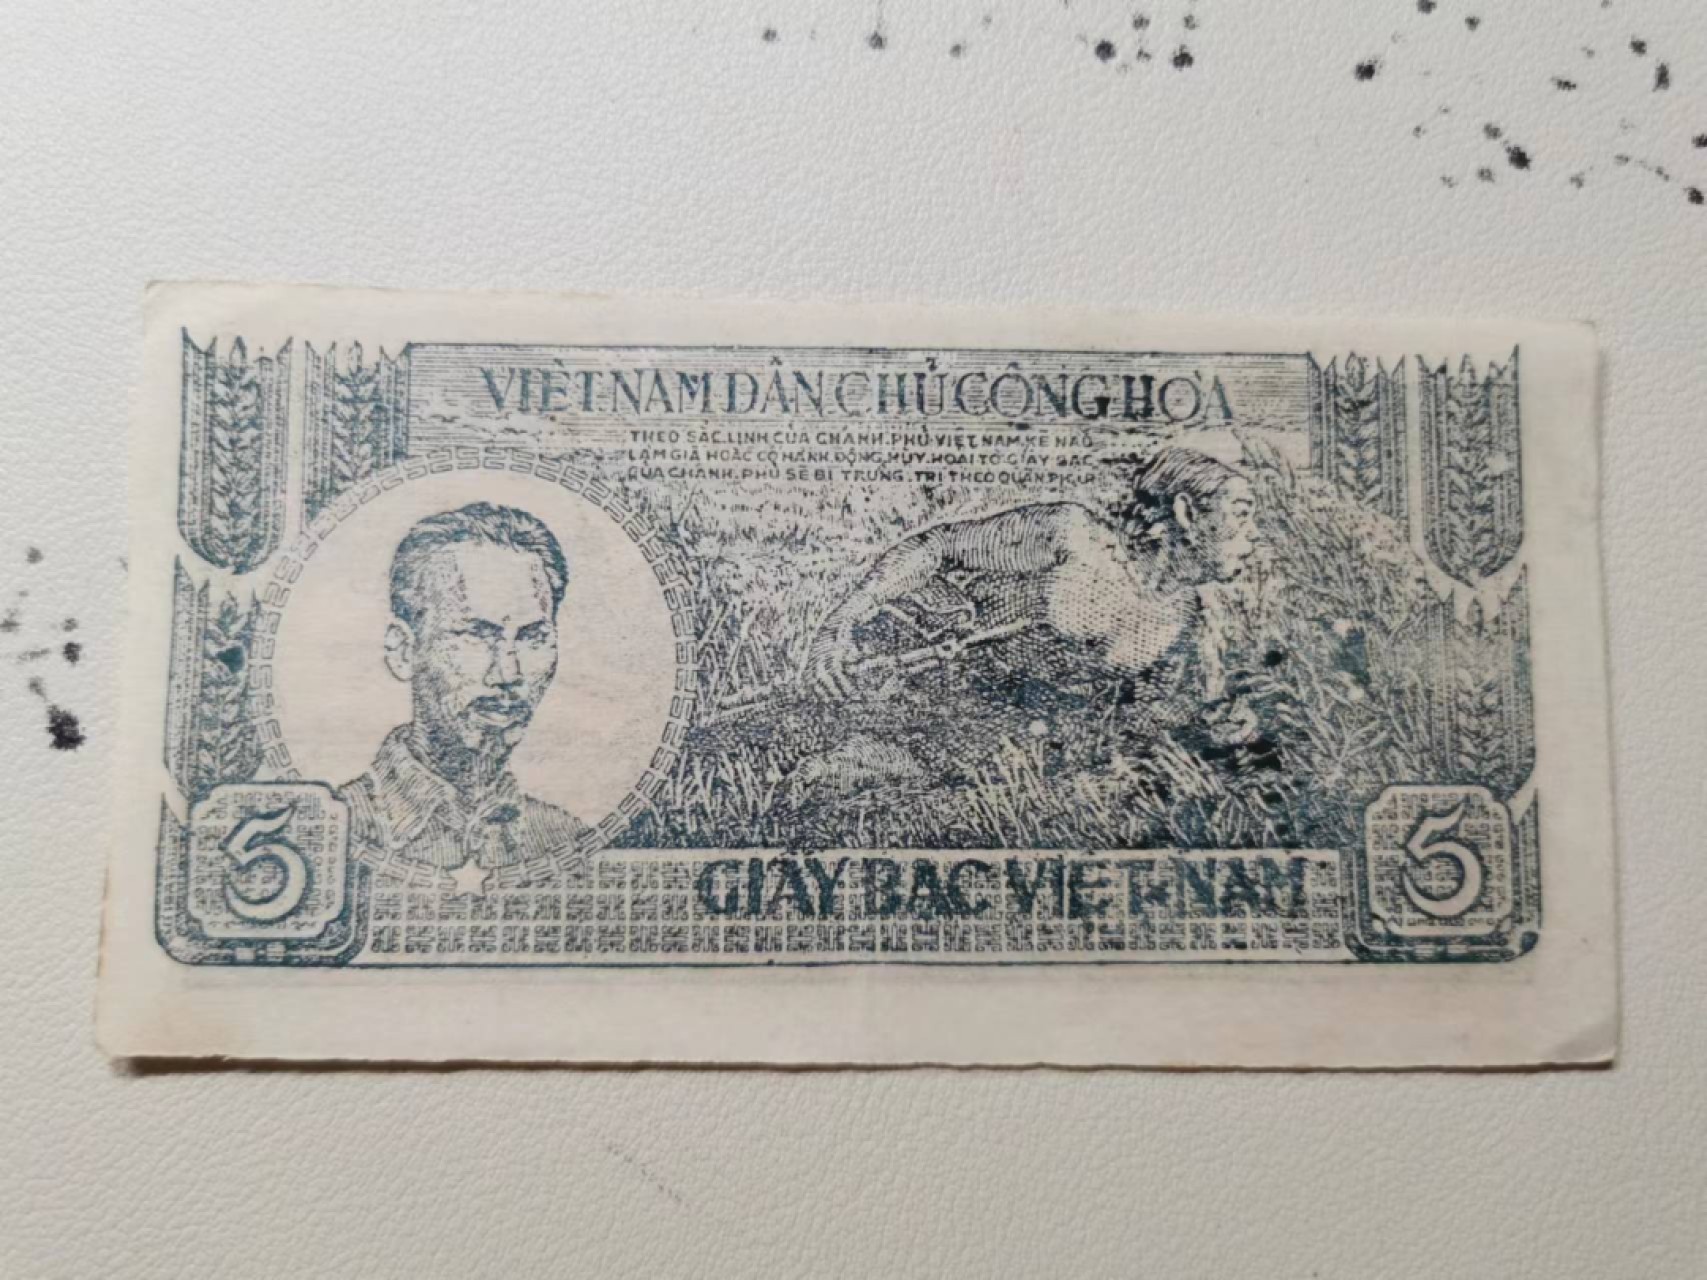 VIỆT NAM DÂN CHỦ CỘNG HÒA
THEO SẮC LỊNH CỦA CHÁNH PHỦ VIỆT NAM KẺ NÀO
LÀM GIẢ HOẶC CÓ HÀNH ĐỘNG HỦY HOẠI TỜ GIẤY BẠC
CỦA CHÁNH PHỦ SẼ BỊ TRỪNG TRỊ THEO QUÂN
5
GIẤY BẠC VIỆT-NAM
5